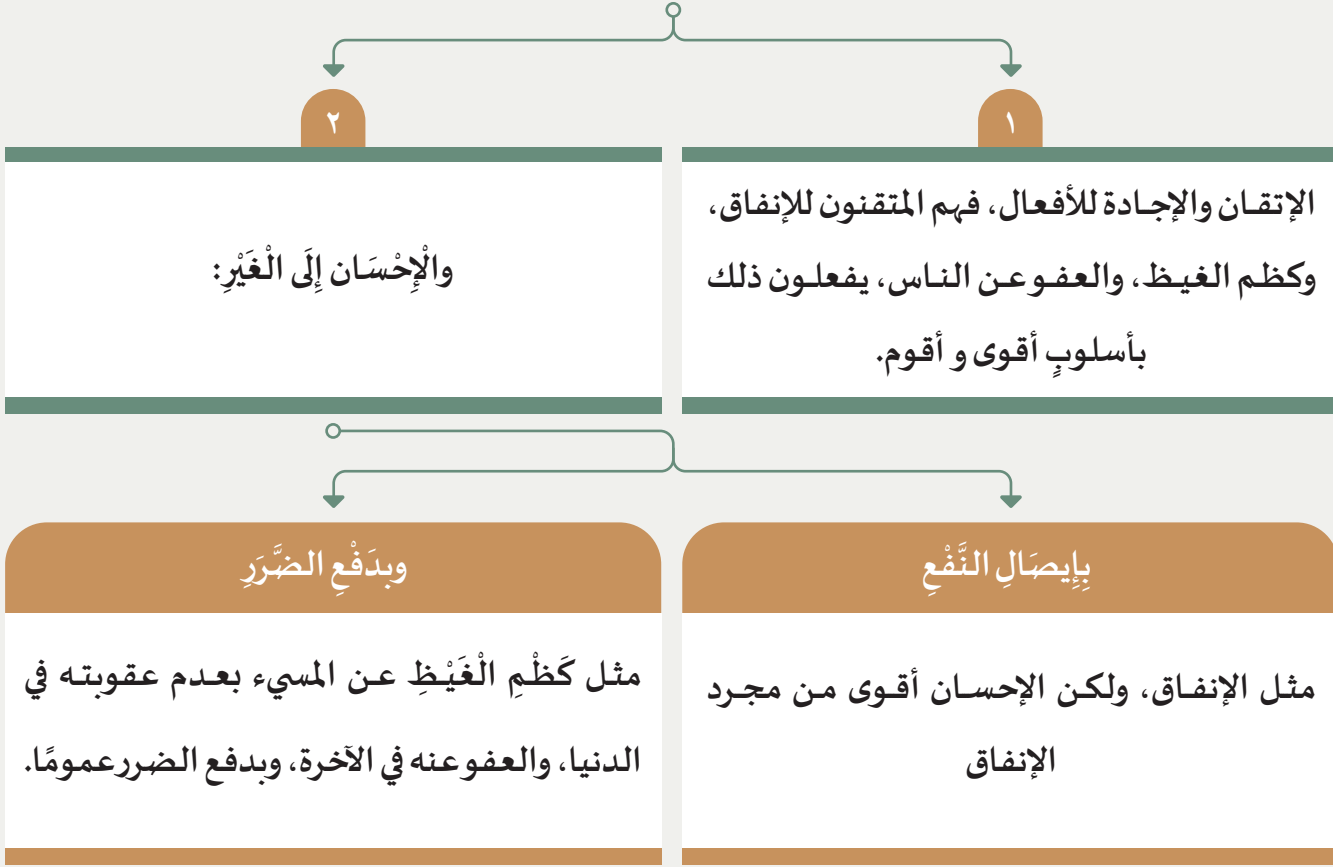 ١
الإتقان والإجادة للأفعال، فهم المتقنون للإنفاق،
وكظم الغيظ، والعفو عن الناس، يفعلون ذلك
بأسلوبٍ أقوى و أقوم.
٢
والْإِحْسَان إِلَى الْغَيْرِ:
بِإِيصَالِ النَّفْعِ
مثل الإنفاق، ولكن الإحسان أقوى من مجرد
الإنفاق
وبدَفْعِ الضَّرَرِ
مثل كَظْمِ الْغَيْظِ عن المسيء بعدم عقوبته في
الدنيا، والعفو عنه في الآخرة، وبدفع الضرر عمومًا.